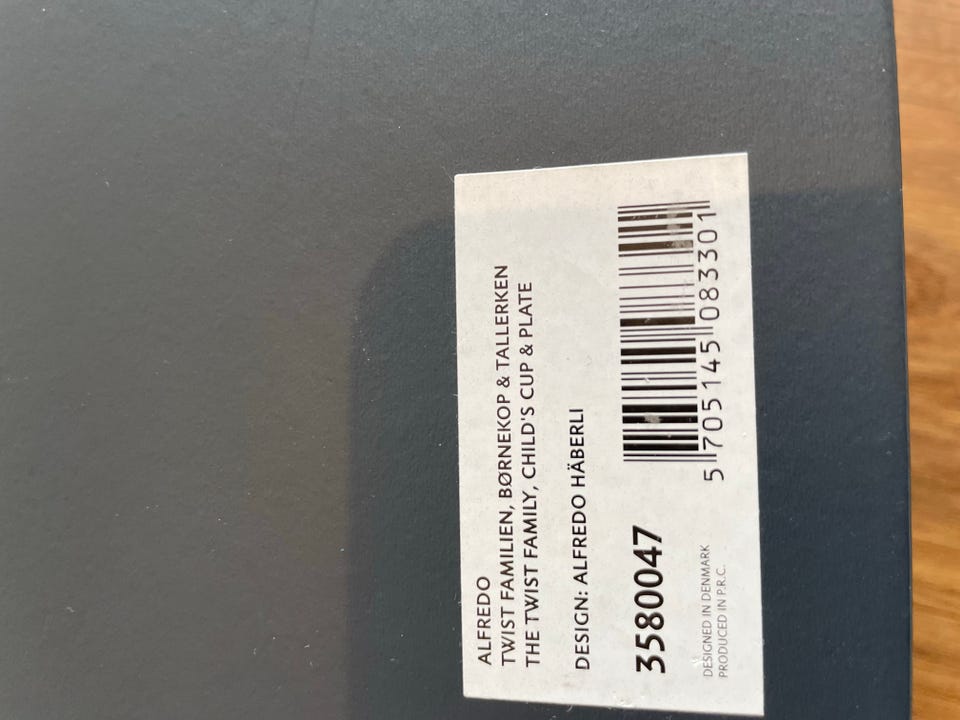 ALFREDO
TWIST FAMILIEN, BØRNEKOP & TALLERKEN
THE TWIST FAMILY, CHILD'S CUP & PLATE
DESIGN: ALFREDO HÄBERLI
3580047
5 705145 083301
DESIGNED IN DENMARK
PRODUCED IN P.R.C.